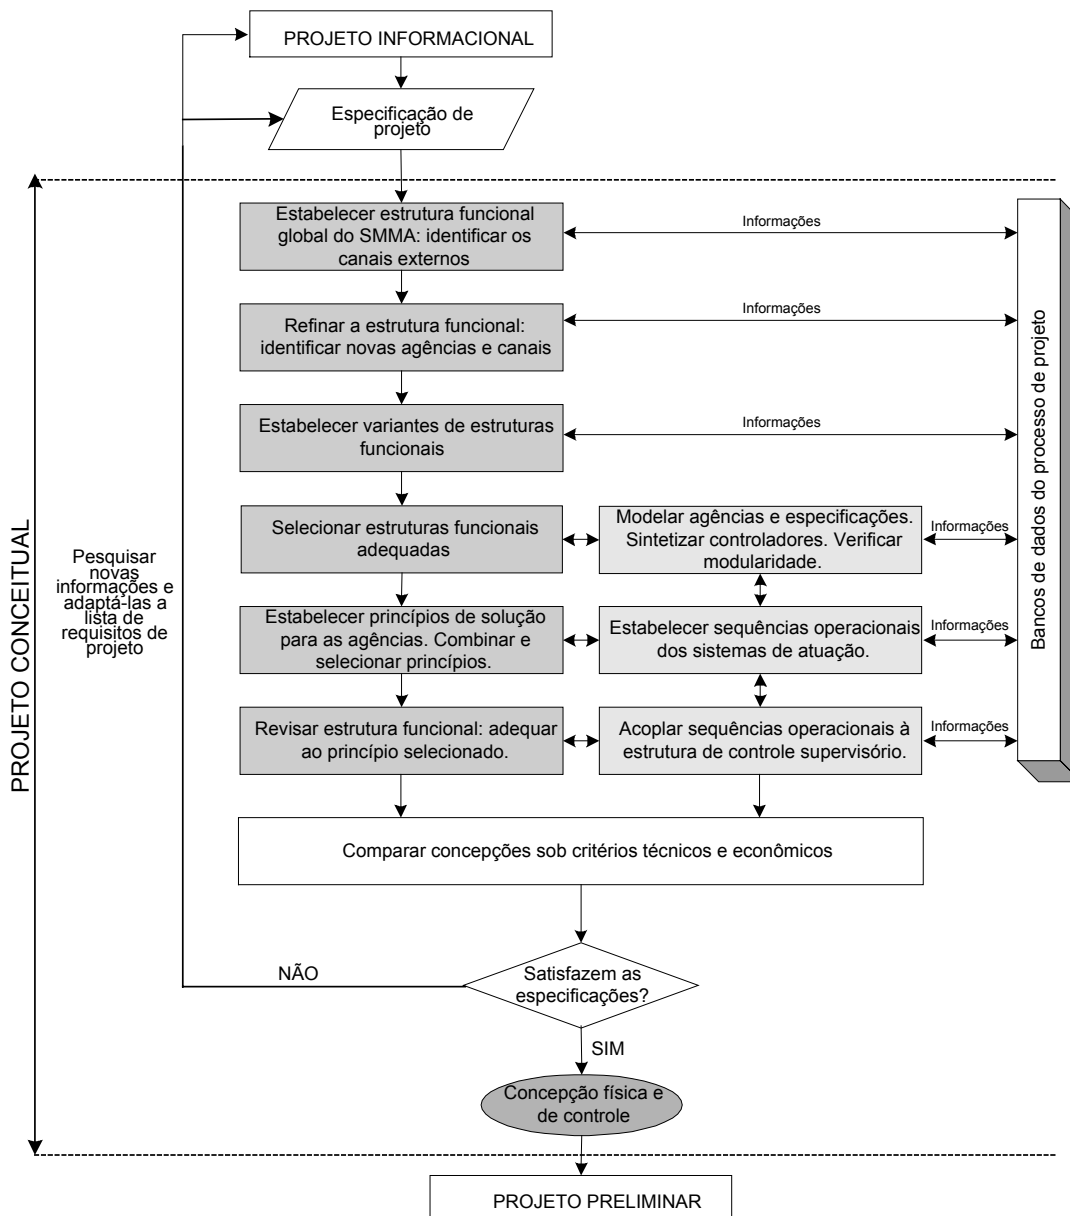 PROJETO INFORMACIONAL
Especificação de
projeto
Estabelecer estrutura funcional
global do SMMA: identificar os
canais externos
Informações
Refinar a estrutura funcional:
identificar novas agências e canais
Informações
Estabelecer variantes de estruturas
funcionais
Informações
Selecionar estruturas funcionais
adequadas
Modelar agências e especificações.
Sintetizar controladores. Verificar
modularidade.
Informações
Estabelecer princípios de solução
para as agências. Combinar e
selecionar princípios.
Estabelecer sequências operacionais
dos sistemas de atuação.
Informações
Revisar estrutura funcional: adequar
ao princípio selecionado.
Acoplar sequências operacionais à
estrutura de controle supervisório.
Informações
Bancos de dados do processo de projeto
PROJETO CONCEITUAL
Pesquisar
novas
informações e
adaptá-las a
lista de
requisitos de
projeto
Comparar concepções sob critérios técnicos e econômicos
Satisfazem as
especificações?
NÃO
SIM
Concepção física e
de controle
PROJETO PRELIMINAR